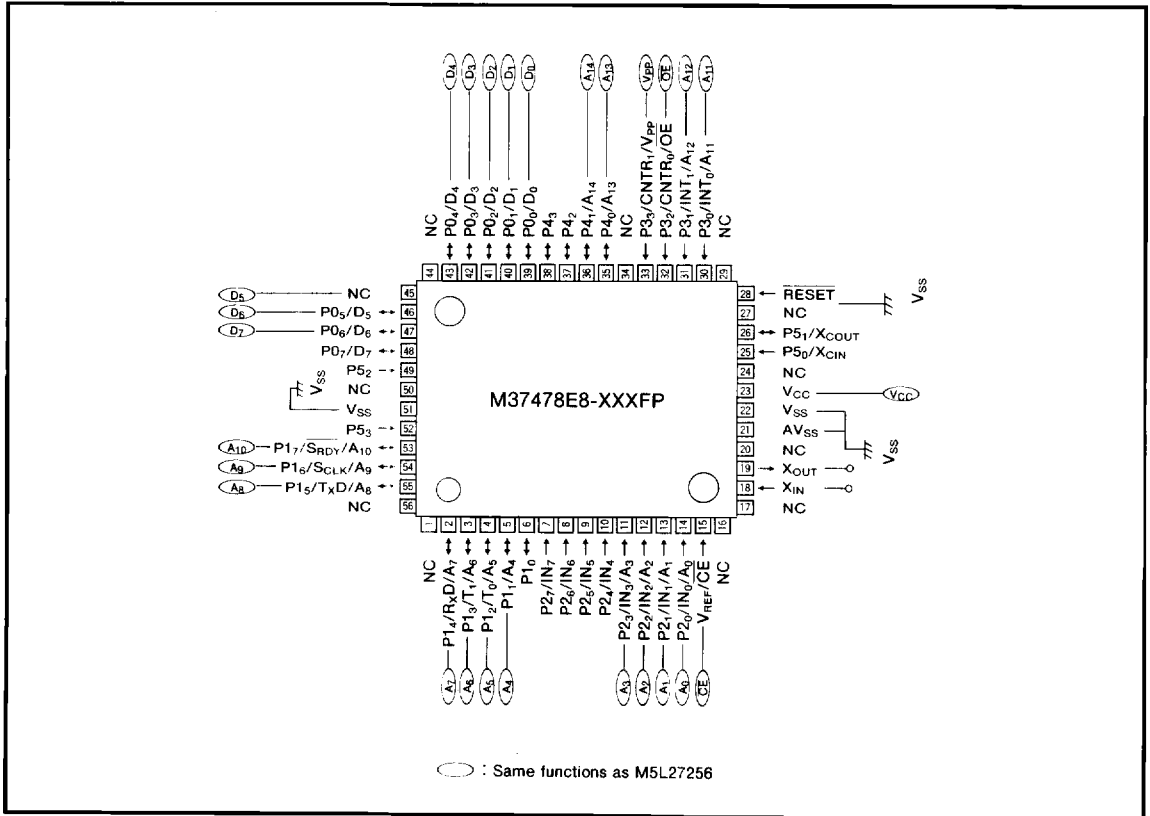 D4 D3 D2 D1 D0 A14 A13 VPP OE A12 A11
NC
P04/D4
P03/D3
P02/D2
P01/D1
P00/D0
P43
P42
P41/A14
P40/A13
NC
P33/CNTR1/VPP
P32/CNTR0/OE
P31/INT1/A12
P30/INT0/A11
NC
44 43 42 41 40 39 38 37 36 35 34 33 32 31 30 29
D5 NC 45
D6 P05/D5 46
D7 P06/D6 47
P07/D7 48
P52 49
VSS NC 50
VSS 51
P53 52
A10 P17/SRDY/A10 53
A9 P16/SCLK/A9 54
A8 P15/TXD/A8 55
NC 56
M37478E8-XXXFP
28 RESET VSS
27 NC
26 P51/XCOUT
25 P50/XCIN
24 NC
23 VCC VCC
22 VSS
21 AVSS
20 NC VSS
19 XOUT
18 XIN
17 NC
1 2 3 4 5 6 7 8 9 10 11 12 13 14 15 16
NC
P14/RXD/A7
P13/T1/A6
P12/T0/A5
P11/A4
P10
P27/IN7
P26/IN6
P25/IN5
P24/IN4
P23/IN3/A3
P22/IN2/A2
P21/IN1/A1
P20/IN0/A0
VREF/CE
NC
A7 A6 A5 A4 A3 A2 A1 A0 CE
: Same functions as M5L27256